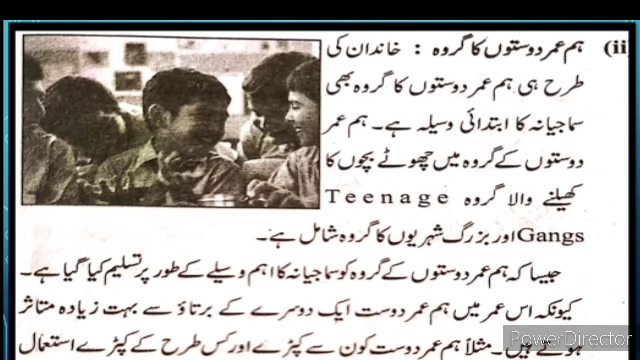 (ii) ہم عمر دوستوں کا گروہ : خاندان کی
طرح ہی ہم عمر دوستوں کا گروہ بھی
سماجیانہ کا ابتدائی وسیلہ ہے۔ ہم عمر
دوستوں کے گروہ میں چھوٹے بچوں کا
کھیلنے والا گروہ Teenage
Gangs اور بزرگ شہریوں کا گروہ شامل ہے۔
جیسا کہ ہم عمر دوستوں کے گروہ کو سماجیانہ کا اہم وسیلے کے طور پر تسلیم کیا گیا ہے۔
کیونکہ اس عمر میں ہم عمر دوست ایک دوسرے کے برتاؤ سے بہت زیادہ متاثر
ہوتے ہیں۔ مثلاً ہم عمر دوست کون سے کپڑے اور کس طرح کے کپڑے استعمال
PowerDirector